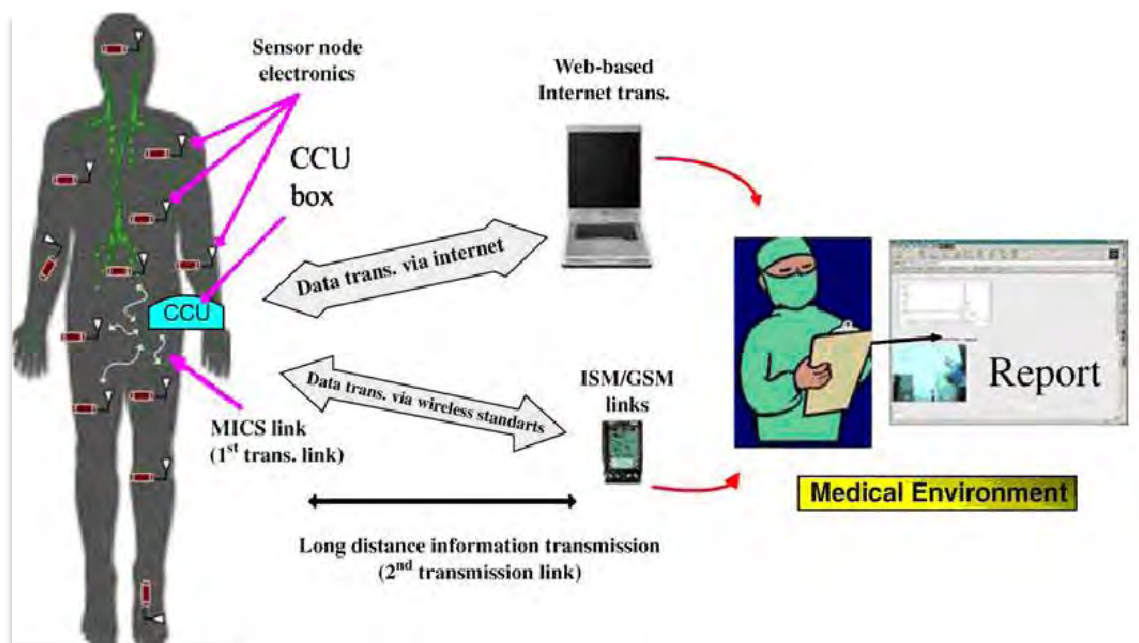 Sensor node
electronics
CCU
box
CCU
MICS link
(1st trans. link)
Web-based
Internet trans.
Data trans. via internet
Data trans. via wireless standarts
ISM/GSM
links
Long distance information transmission
(2nd transmission link)
Report
Medical Environment